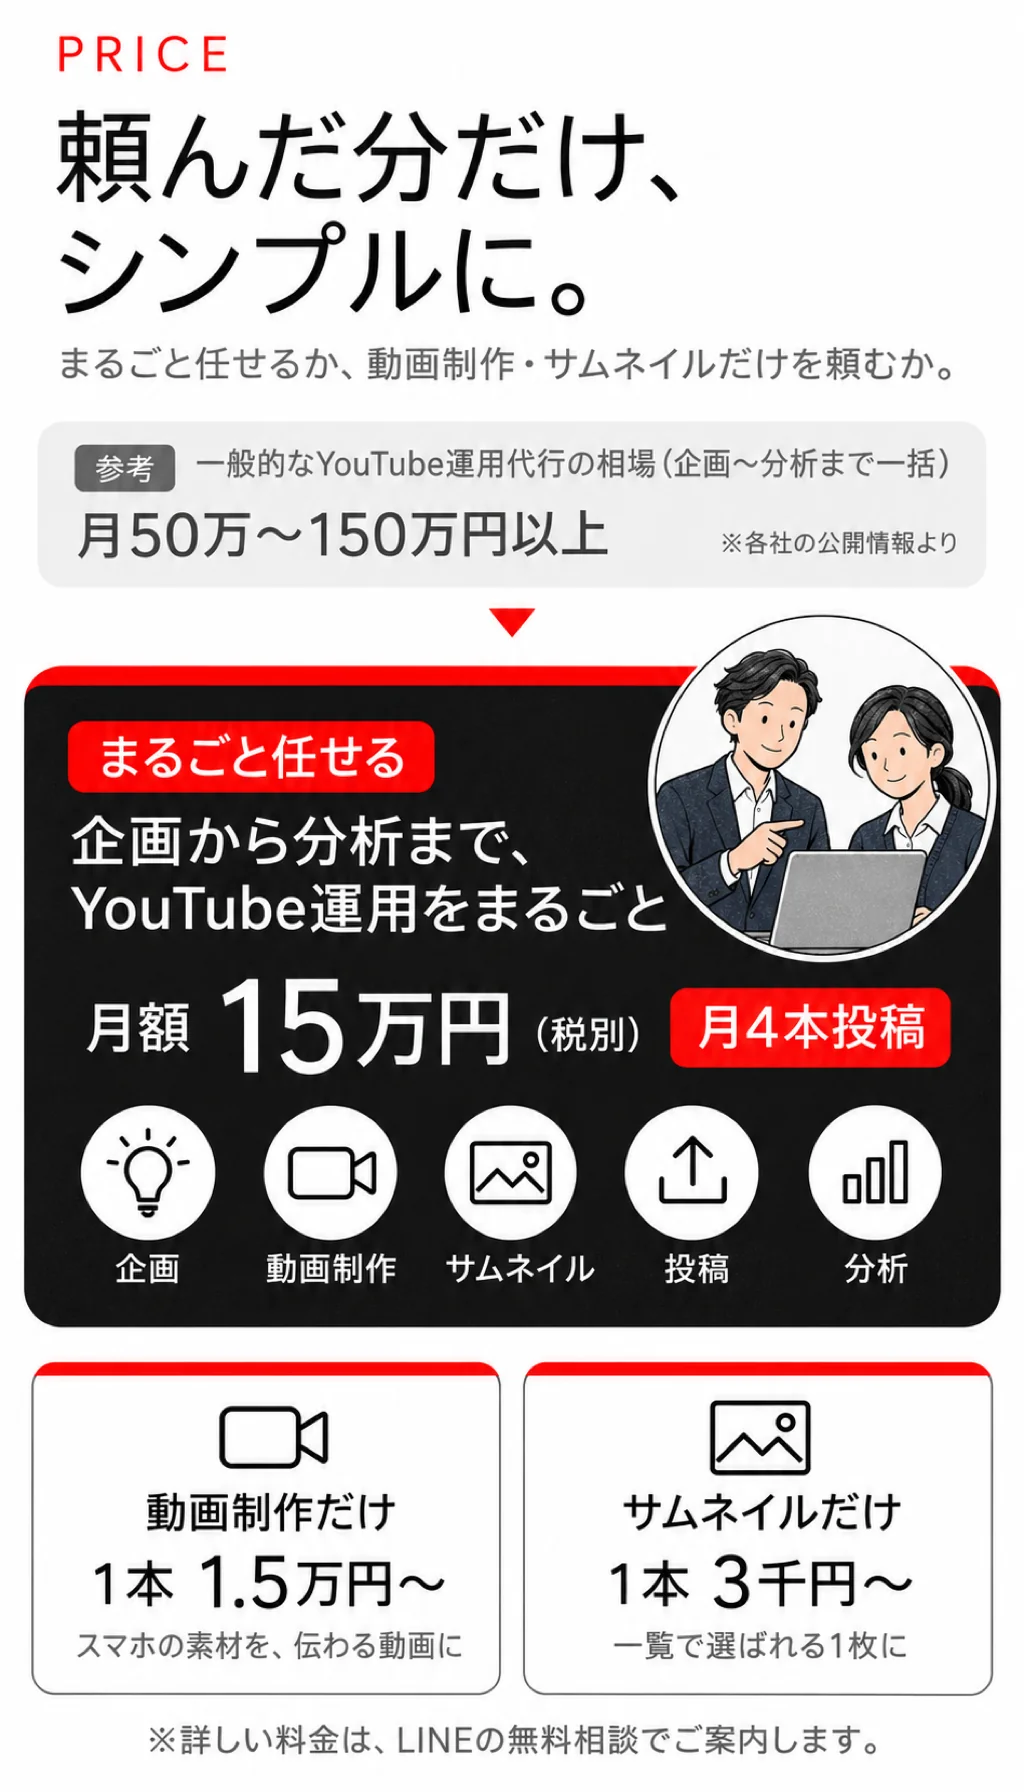 PRICE
頼んだ分だけ、
シンプルに。
まるごと任せるか、動画制作・サムネイルだけを頼むか。
参考 一般的なYouTube運用代行の相場(企画〜分析まで一括)
月50万〜150万円以上 ※各社の公開情報より
まるごと任せる
企画から分析まで、
YouTube運用をまるごと
月額 15万円 (税別) 月4本投稿
企画 動画制作 サムネイル 投稿 分析
動画制作だけ
1本 1.5万円〜
スマホの素材を、伝わる動画に
サムネイルだけ
1本 3千円〜
一覧で選ばれる1枚に
※詳しい料金は、LINEの無料相談でご案内します。